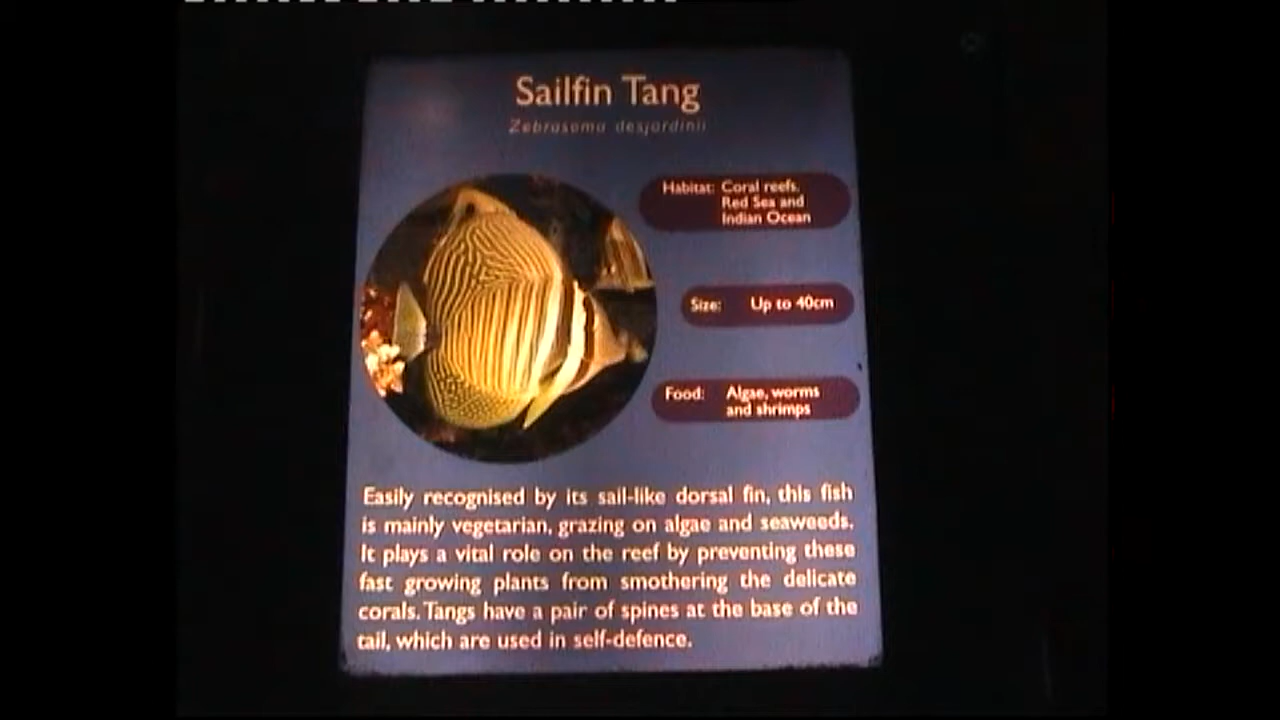 Sailfin Tang
Zebrasoma desjardinii
Habitat: Coral reefs.
Red Sea and
Indian Ocean
Size: Up to 40cm
Food: Algae, worms
and shrimps
Easily recognised by its sail-like dorsal fin, this fish
is mainly vegetarian, grazing on algae and seaweeds.
It plays a vital role on the reef by preventing these
fast growing plants from smothering the delicate
corals. Tangs have a pair of spines at the base of the
tail, which are used in self-defence.